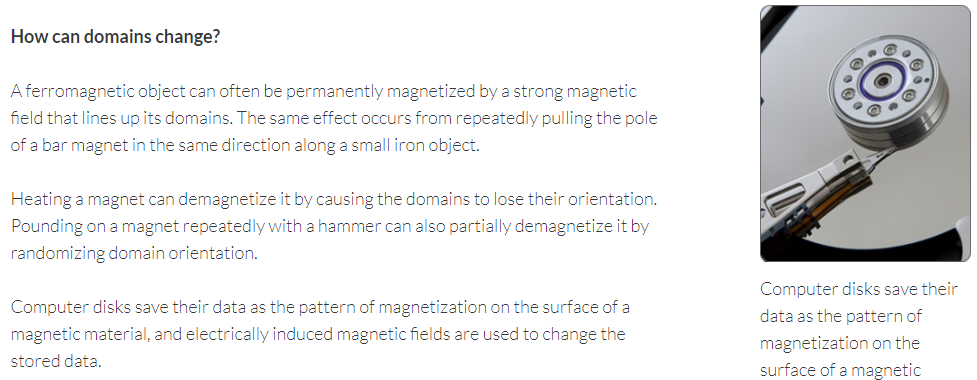 How can domains change?
A ferromagnetic object can often be permanently magnetized by a strong magnetic
field that lines up its domains. The same effect occurs from repeatedly pulling the pole
of a bar magnet in the same direction along a small iron object.
Heating a magnet can demagnetize it by causing the domains to lose their orientation.
Pounding on a magnet repeatedly with a hammer can also partially demagnetize it by
randomizing domain orientation.
Computer disks save their data as the pattern of magnetization on the surface of a
magnetic material, and electrically induced magnetic fields are used to change the
stored data.
Computer disks save their
data as the pattern of
magnetization on the
surface of a magnetic